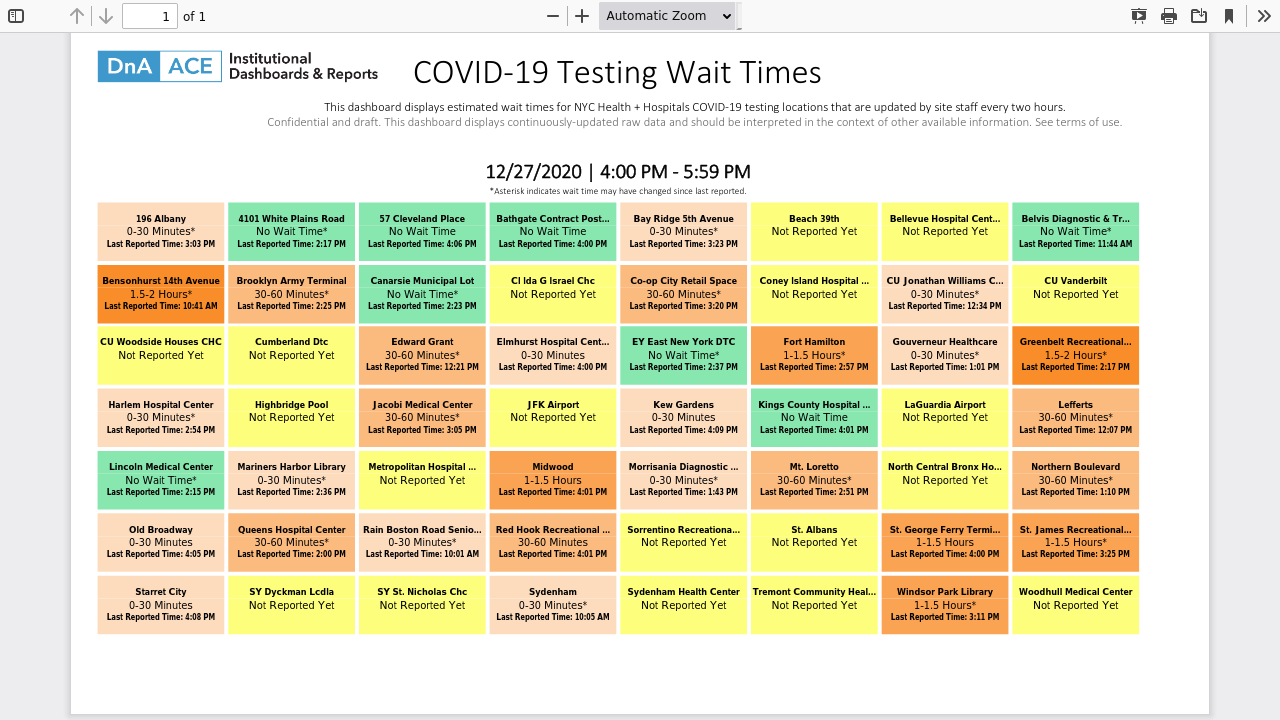 1 of 1 Automatic Zoom
DnA ACE Institutional
Dashboards & Reports
COVID-19 Testing Wait Times
This dashboard displays estimated wait times for NYC Health + Hospitals COVID-19 testing locations that are updated by site staff every two hours.
Confidential and draft. This dashboard displays continuously-updated raw data and should be interpreted in the context of other available information. See terms of use.
12/27/2020 | 4:00 PM - 5:59 PM
*Asterisk indicates wait time may have changed since last reported.
196 Albany
0-30 Minutes*
Last Reported Time: 3:03 PM
4101 White Plains Road
No Wait Time*
Last Reported Time: 2:17 PM
57 Cleveland Place
No Wait Time
Last Reported Time: 4:06 PM
Bathgate Contract Post...
No Wait Time
Last Reported Time: 4:00 PM
Bay Ridge 5th Avenue
0-30 Minutes*
Last Reported Time: 3:23 PM
Beach 39th
Not Reported Yet
Bellevue Hospital Cent...
Not Reported Yet
Belvis Diagnostic & Tr...
No Wait Time*
Last Reported Time: 11:44 AM
Bensonhurst 14th Avenue
1.5-2 Hours*
Last Reported Time: 10:41 AM
Brooklyn Army Terminal
30-60 Minutes*
Last Reported Time: 2:25 PM
Canarsie Municipal Lot
No Wait Time*
Last Reported Time: 2:23 PM
CI Ida G Israel Chc
Not Reported Yet
Co-op City Retail Space
30-60 Minutes*
Last Reported Time: 3:20 PM
Coney Island Hospital ...
Not Reported Yet
CU Jonathan Williams C...
0-30 Minutes*
Last Reported Time: 12:34 PM
CU Vanderbilt
Not Reported Yet
CU Woodside Houses CHC
Not Reported Yet
Cumberland Dtc
Not Reported Yet
Edward Grant
30-60 Minutes*
Last Reported Time: 12:21 PM
Elmhurst Hospital Cent...
0-30 Minutes
Last Reported Time: 4:00 PM
EY East New York DTC
No Wait Time*
Last Reported Time: 2:37 PM
Fort Hamilton
1-1.5 Hours*
Last Reported Time: 2:57 PM
Gouverneur Healthcare
0-30 Minutes*
Last Reported Time: 1:01 PM
Greenbelt Recreational...
1.5-2 Hours*
Last Reported Time: 2:17 PM
Harlem Hospital Center
0-30 Minutes*
Last Reported Time: 2:54 PM
Highbridge Pool
Not Reported Yet
Jacobi Medical Center
30-60 Minutes*
Last Reported Time: 3:05 PM
JFK Airport
Not Reported Yet
Kew Gardens
0-30 Minutes
Last Reported Time: 4:09 PM
Kings County Hospital ...
No Wait Time
Last Reported Time: 4:01 PM
LaGuardia Airport
Not Reported Yet
Lefferts
30-60 Minutes*
Last Reported Time: 12:07 PM
Lincoln Medical Center
No Wait Time*
Last Reported Time: 2:15 PM
Mariners Harbor Library
0-30 Minutes*
Last Reported Time: 2:36 PM
Metropolitan Hospital ...
Not Reported Yet
Midwood
1-1.5 Hours
Last Reported Time: 4:01 PM
Morrisania Diagnostic ...
0-30 Minutes*
Last Reported Time: 1:43 PM
Mt. Loretto
30-60 Minutes*
Last Reported Time: 2:51 PM
North Central Bronx Ho...
Not Reported Yet
Northern Boulevard
30-60 Minutes*
Last Reported Time: 1:10 PM
Old Broadway
0-30 Minutes
Last Reported Time: 4:05 PM
Queens Hospital Center
30-60 Minutes*
Last Reported Time: 2:00 PM
Rain Boston Road Senio...
0-30 Minutes*
Last Reported Time: 10:01 AM
Red Hook Recreational ...
30-60 Minutes
Last Reported Time: 4:01 PM
Sorrentino Recreationa...
Not Reported Yet
St. Albans
Not Reported Yet
St. George Ferry Termi...
1-1.5 Hours
Last Reported Time: 4:00 PM
St. James Recreational...
1-1.5 Hours*
Last Reported Time: 3:25 PM
Starret City
0-30 Minutes
Last Reported Time: 4:08 PM
SY Dyckman Lcdla
Not Reported Yet
SY St. Nicholas Chc
Not Reported Yet
Sydenham
0-30 Minutes*
Last Reported Time: 10:05 AM
Sydenham Health Center
Not Reported Yet
Tremont Community Heal...
Not Reported Yet
Windsor Park Library
1-1.5 Hours*
Last Reported Time: 3:11 PM
Woodhull Medical Center
Not Reported Yet